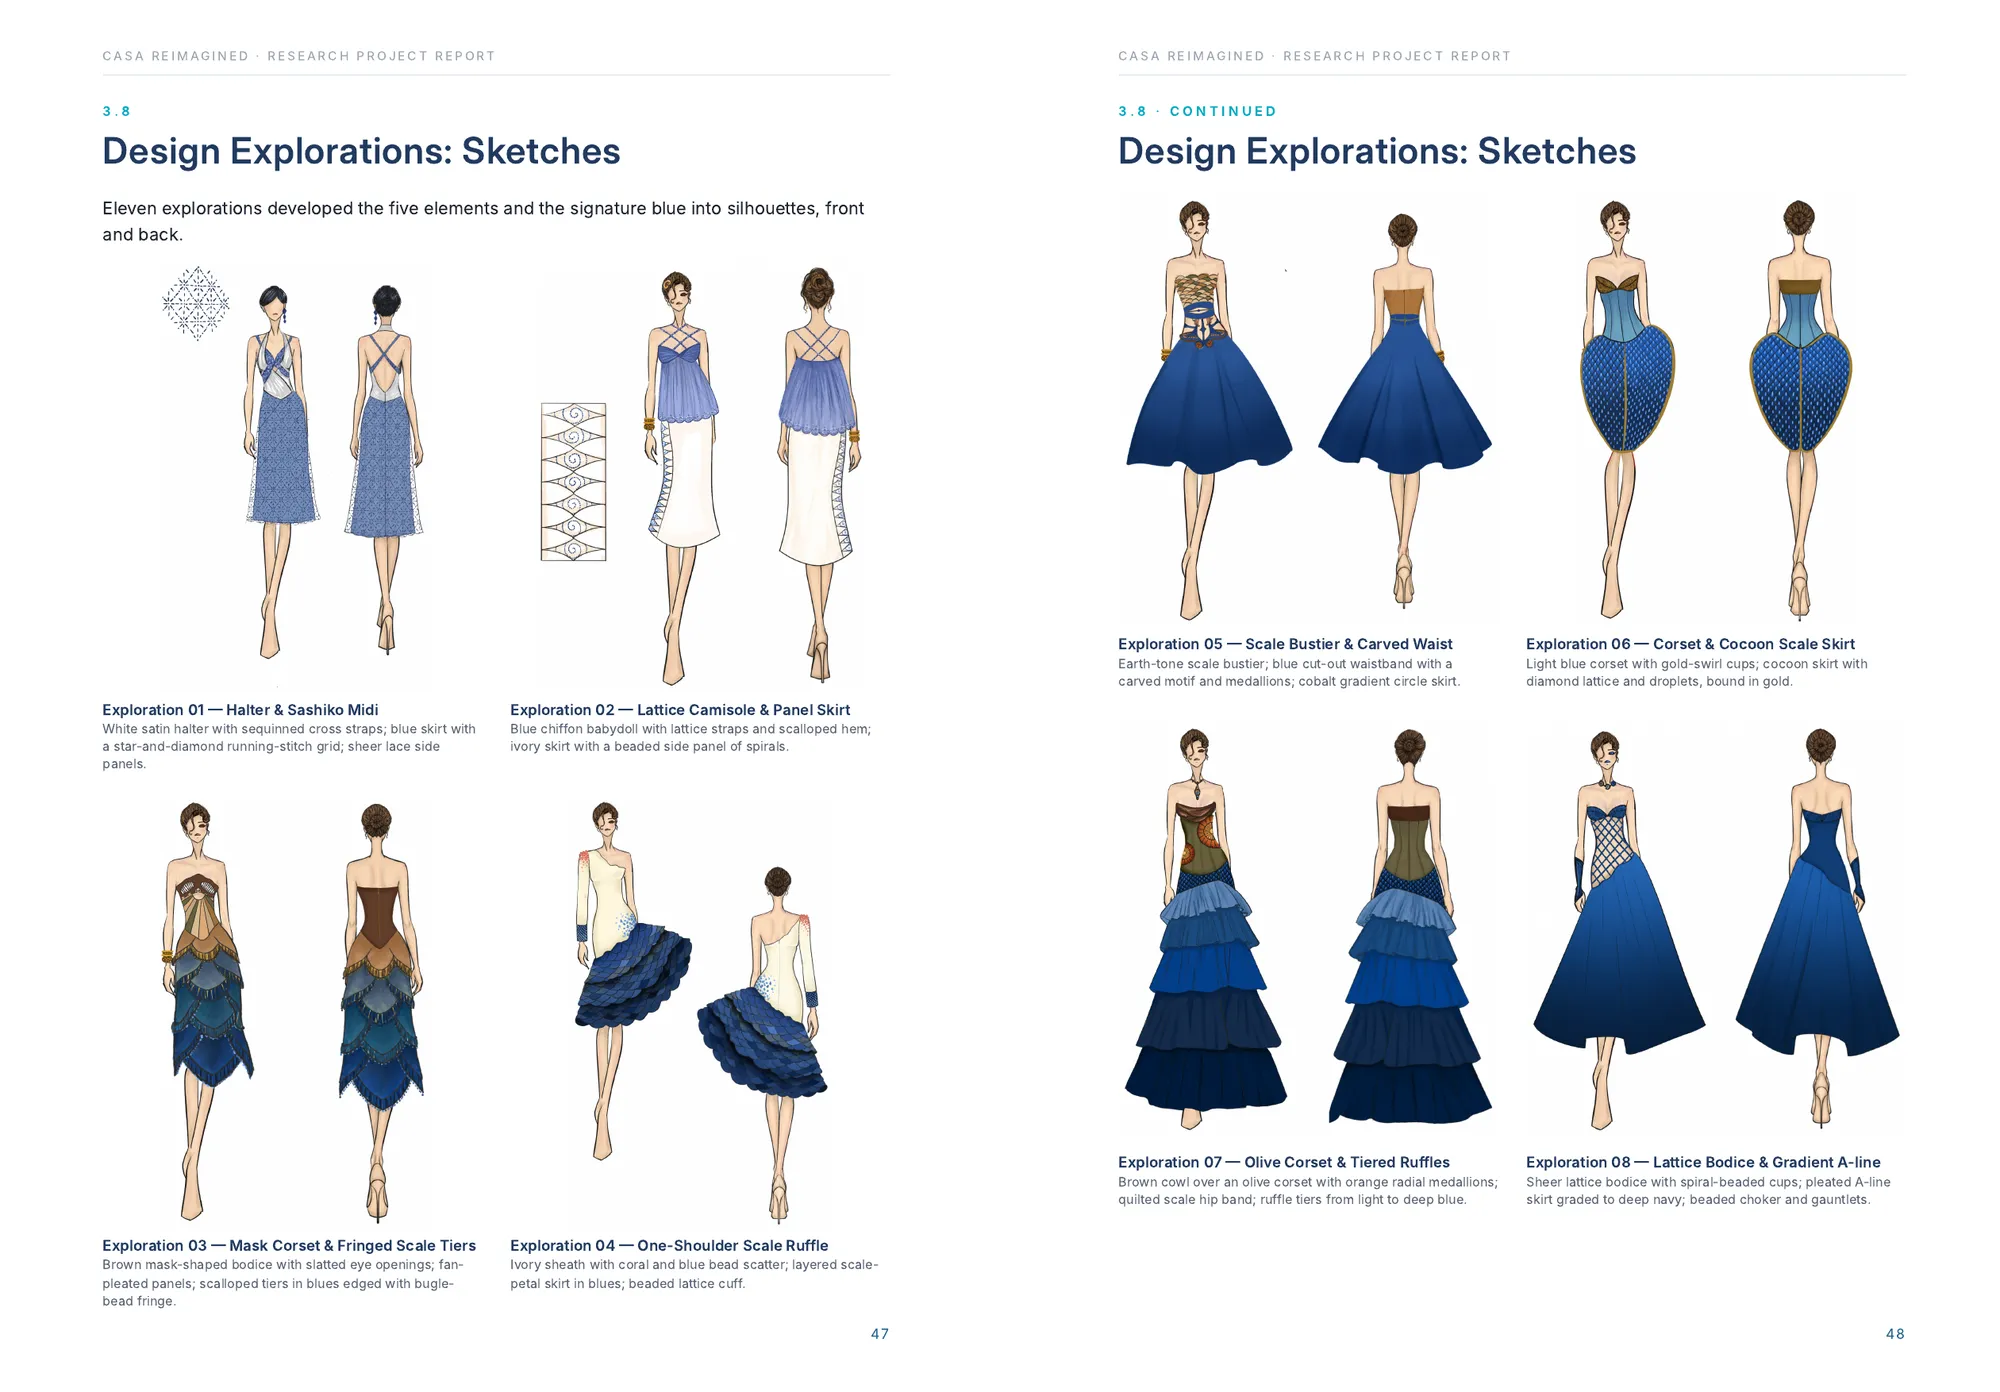 CASA REIMAGINED · RESEARCH PROJECT REPORT
3.8
Design Explorations: Sketches
Eleven explorations developed the five elements and the signature blue into silhouettes, front
and back.
Exploration 01 — Halter & Sashiko Midi
White satin halter with sequinned cross straps; blue skirt with
a star-and-diamond running-stitch grid; sheer lace side
panels.
Exploration 02 — Lattice Camisole & Panel Skirt
Blue chiffon babydoll with lattice straps and scalloped hem;
ivory skirt with a beaded side panel of spirals.
Exploration 03 — Mask Corset & Fringed Scale Tiers
Brown mask-shaped bodice with slatted eye openings; fan-
pleated panels; scalloped tiers in blues edged with bugle-
bead fringe.
Exploration 04 — One-Shoulder Scale Ruffle
Ivory sheath with coral and blue bead scatter; layered scale-
petal skirt in blues; beaded lattice cuff.
47
CASA REIMAGINED · RESEARCH PROJECT REPORT
3.8 · CONTINUED
Design Explorations: Sketches
Exploration 05 — Scale Bustier & Carved Waist
Earth-tone scale bustier; blue cut-out waistband with a
carved motif and medallions; cobalt gradient circle skirt.
Exploration 06 — Corset & Cocoon Scale Skirt
Light blue corset with gold-swirl cups; cocoon skirt with
diamond lattice and droplets, bound in gold.
Exploration 07 — Olive Corset & Tiered Ruffles
Brown cowl over an olive corset with orange radial medallions;
quilted scale hip band; ruffle tiers from light to deep blue.
Exploration 08 — Lattice Bodice & Gradient A-line
Sheer lattice bodice with spiral-beaded cups; pleated A-line
skirt graded to deep navy; beaded choker and gauntlets.
48